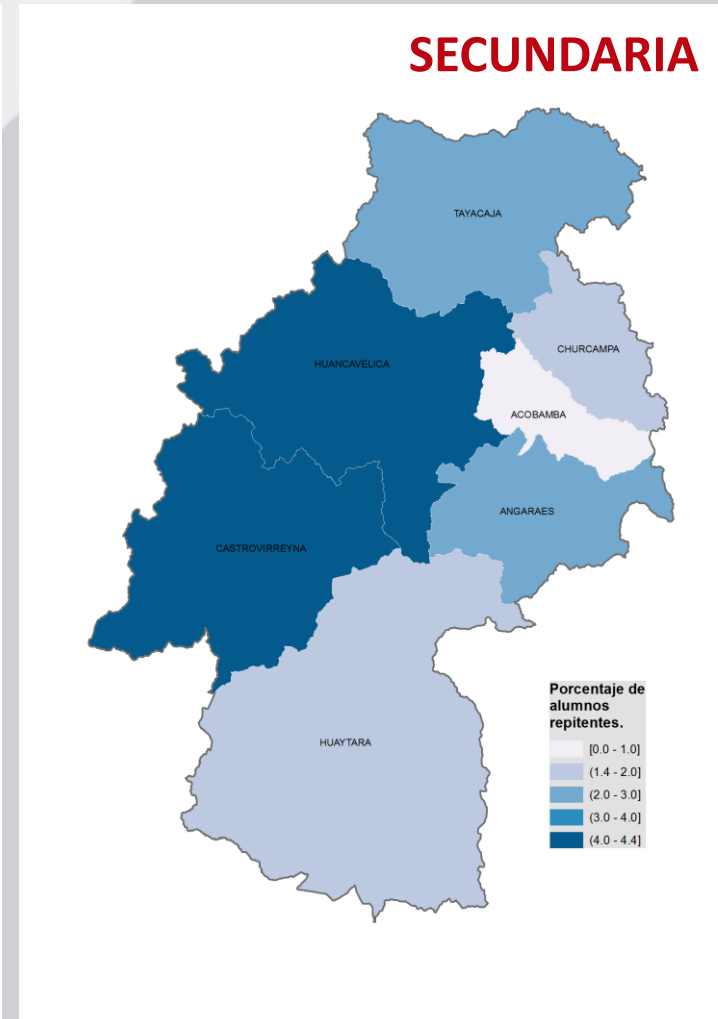 SECUNDARIA
TAYACAJA
CHURCAMPA
HUANCAVELICA
ACOBAMBA
ANGARAES
CASTROVIRREYNA
HUAYTARA
Porcentaje de
alumnos
repitentes.
[0.0 - 1.0]
(1.4 - 2.0]
(2.0 - 3.0]
(3.0 - 4.0]
(4.0 - 4.4]